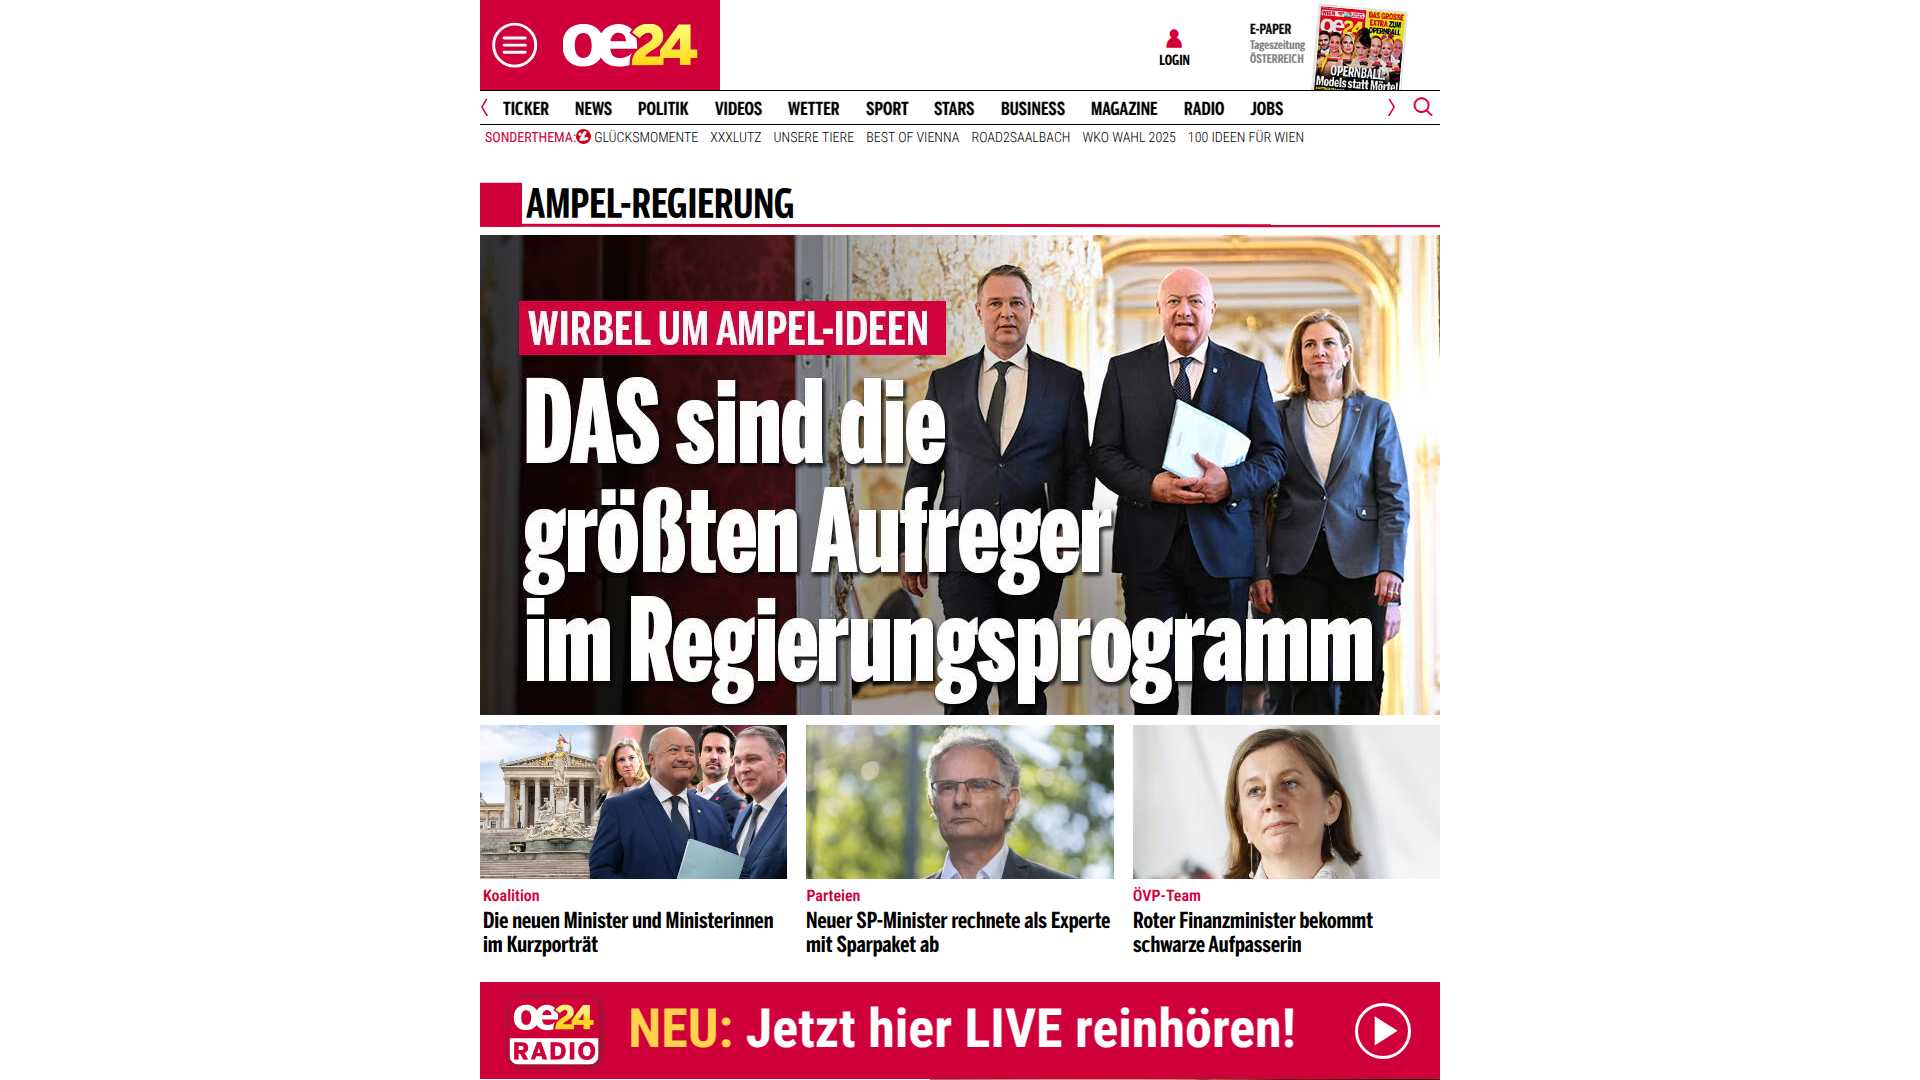 oe24
LOGIN
E-PAPER
Tageszeitung
ÖSTERREICH
DAS GROSSE
EXTRA ZUM
OPERNBALL
oe24
OPERNBALL:
Models statt Mörtel
TICKER NEWS POLITIK VIDEOS WETTER SPORT STARS BUSINESS MAGAZINE RADIO JOBS
SONDERTHEMA: GLÜCKSMOMENTE XXXLUTZ UNSERE TIERE BEST OF VIENNA ROAD2SAALBACH WKO WAHL 2025 100 IDEEN FÜR WIEN
AMPEL-REGIERUNG
WIRBEL UM AMPEL-IDEEN
DAS sind die
größten Aufreger
im Regierungsprogramm
Koalition
Die neuen Minister und Ministerinnen
im Kurzporträt
Parteien
Neuer SP-Minister rechnete als Experte
mit Sparpaket ab
ÖVP-Team
Roter Finanzminister bekommt
schwarze Aufpasserin
oe24
RADIO
NEU: Jetzt hier LIVE reinhören!